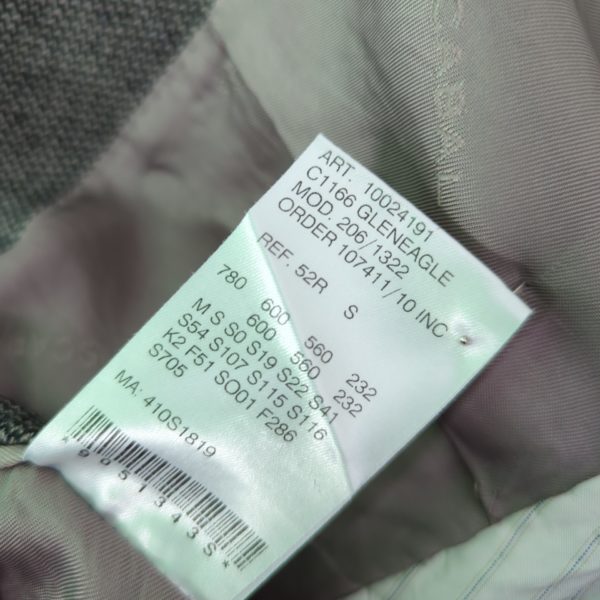 ART. 10024191
C1166 GLENEAGLE
MOD. 206/1322
ORDER 107411/10 INC
REF. 52R S
780 600 560 232
600 560 232
M S S0 S19 S22 S41
S54 S107 S115 S116
K2 F51 SO01 F286
S705
MA: 410S1819
*9051343S*